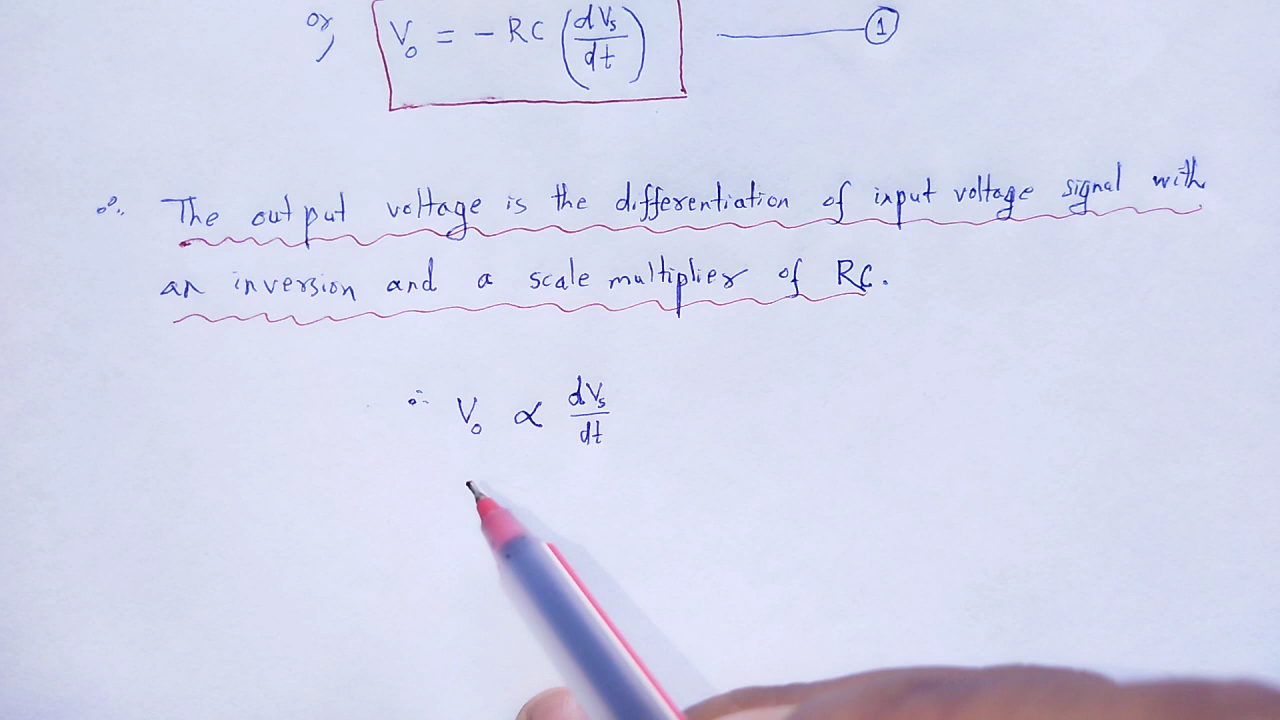 or, V₀ = - RC (dVs/dt) ——— ①
∴ The output voltage is the differentiation of input voltage signal with
an inversion and a scale multiplier of RC.
∴ V₀ ∝ dVs/dt